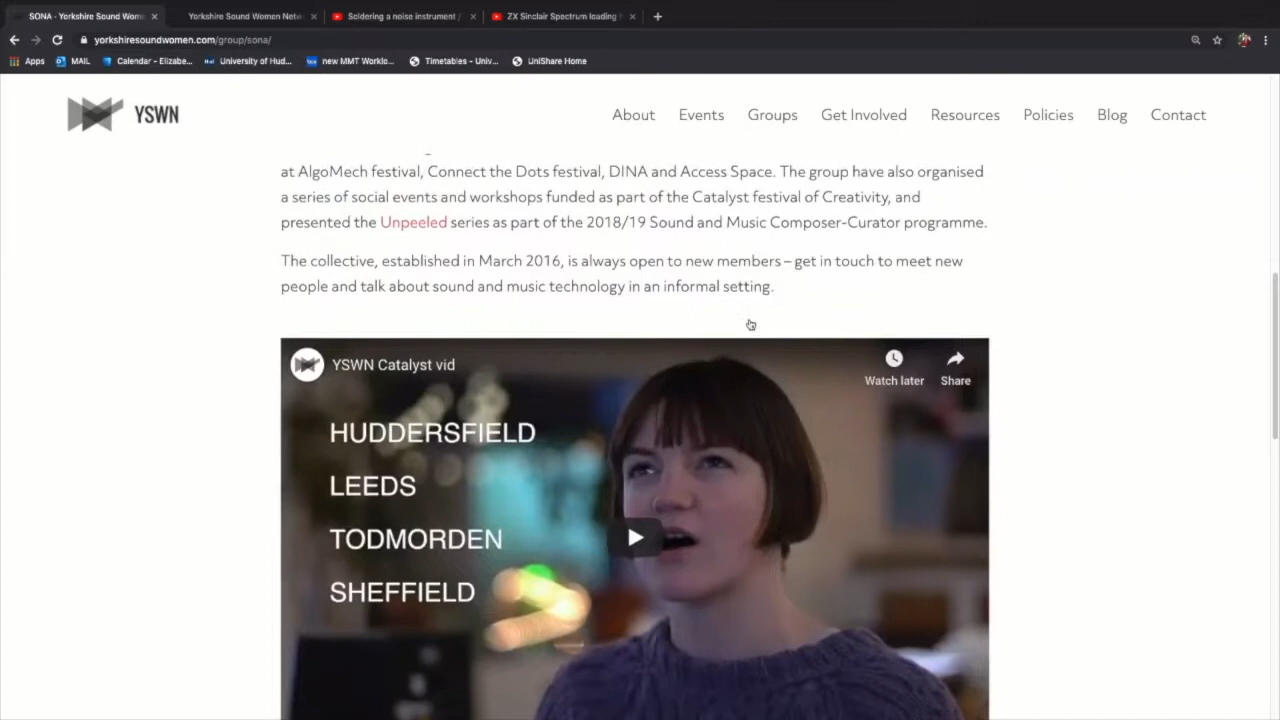 SONA - Yorkshire Sound Wome
Yorkshire Sound Women Netw
Soldering a noise instrument /
ZX Sinclair Spectrum loading
yorkshiresoundwomen.com/group/sona/
Apps MAIL Calendar - Elizabe... University of Hud... new MMT Worklo... Timetables - Univ... UniShare Home
YSWN
About Events Groups Get Involved Resources Policies Blog Contact
at AlgoMech festival, Connect the Dots festival, DINA and Access Space. The group have also organised
a series of social events and workshops funded as part of the Catalyst festival of Creativity, and
presented the Unpeeled series as part of the 2018/19 Sound and Music Composer-Curator programme.
The collective, established in March 2016, is always open to new members – get in touch to meet new
people and talk about sound and music technology in an informal setting.
YSWN Catalyst vid
Watch later
Share
HUDDERSFIELD
LEEDS
TODMORDEN
SHEFFIELD